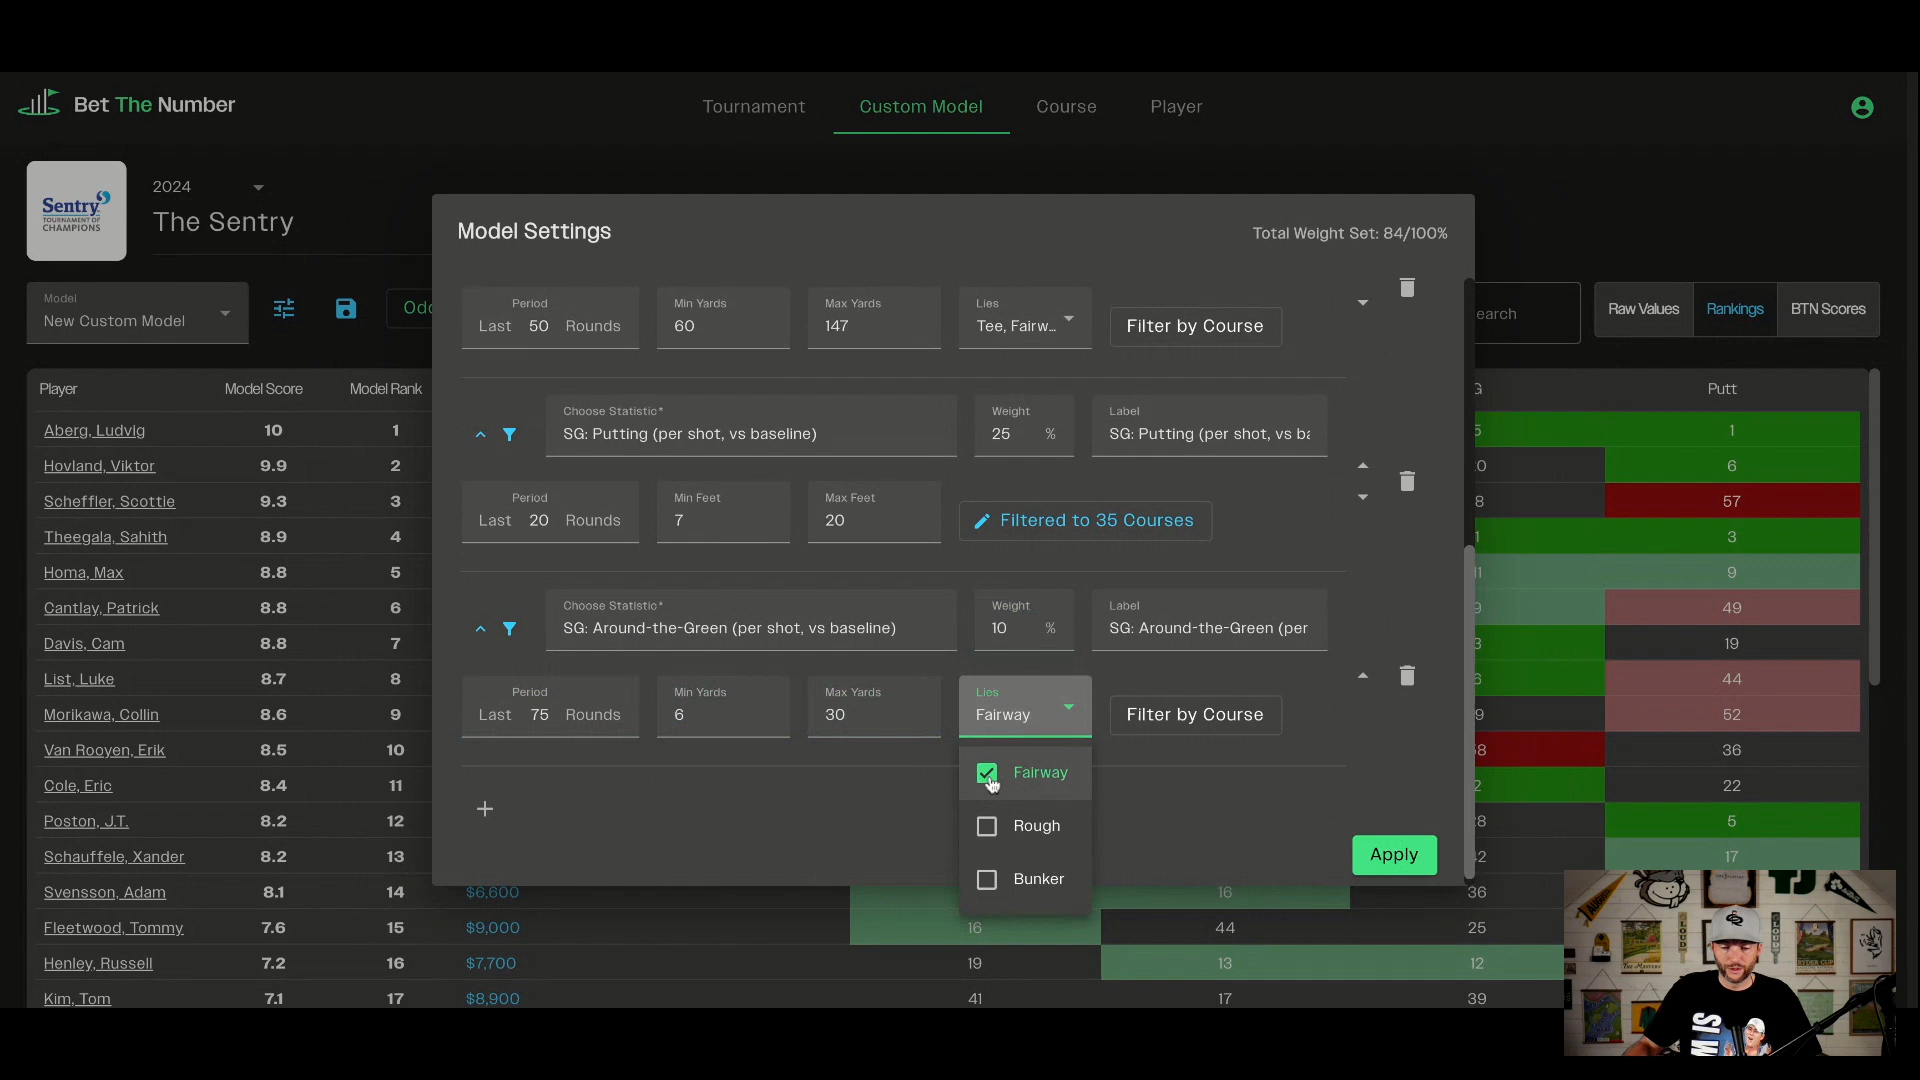 Bet The Number
Tournament
Custom Model
Course
Player
Sentry
TOURNAMENT OF
CHAMPIONS
2024
The Sentry
Model
New Custom Model
Raw Values
Rankings
BTN Scores
Player Model Score Model Rank
Putt
Aberg, Ludvig 10 1
Hovland, Viktor 9.9 2
Scheffler, Scottie 9.3 3
Theegala, Sahith 8.9 4
Homa, Max 8.8 5
Cantlay, Patrick 8.8 6
Davis, Cam 8.8 7
List, Luke 8.7 8
Morikawa, Collin 8.6 9
Van Rooyen, Erik 8.5 10
Cole, Eric 8.4 11
Poston, J.T. 8.2 12
Schauffele, Xander 8.2 13
Svensson, Adam 8.1 14 $6,600 16 36
Fleetwood, Tommy 7.6 15 $9,000 16 44 25
Henley, Russell 7.2 16 $7,700 19 13 12
Kim, Tom 7.1 17 $8,900 41 17 39
1
6
57
3
9
49
19
44
52
36
22
5
17
Model Settings
Total Weight Set: 84/100%
Period
Last 50 Rounds
Min Yards
60
Max Yards
147
Lies
Tee, Fairw...
Filter by Course
Choose Statistic*
SG: Putting (per shot, vs baseline)
Weight
25 %
Label
SG: Putting (per shot, vs ba
Period
Last 20 Rounds
Min Feet
7
Max Feet
20
Filtered to 35 Courses
Choose Statistic*
SG: Around-the-Green (per shot, vs baseline)
Weight
10 %
Label
SG: Around-the-Green (per
Period
Last 75 Rounds
Min Yards
6
Max Yards
30
Lies
Fairway
Filter by Course
Fairway
Rough
Bunker
+
Apply